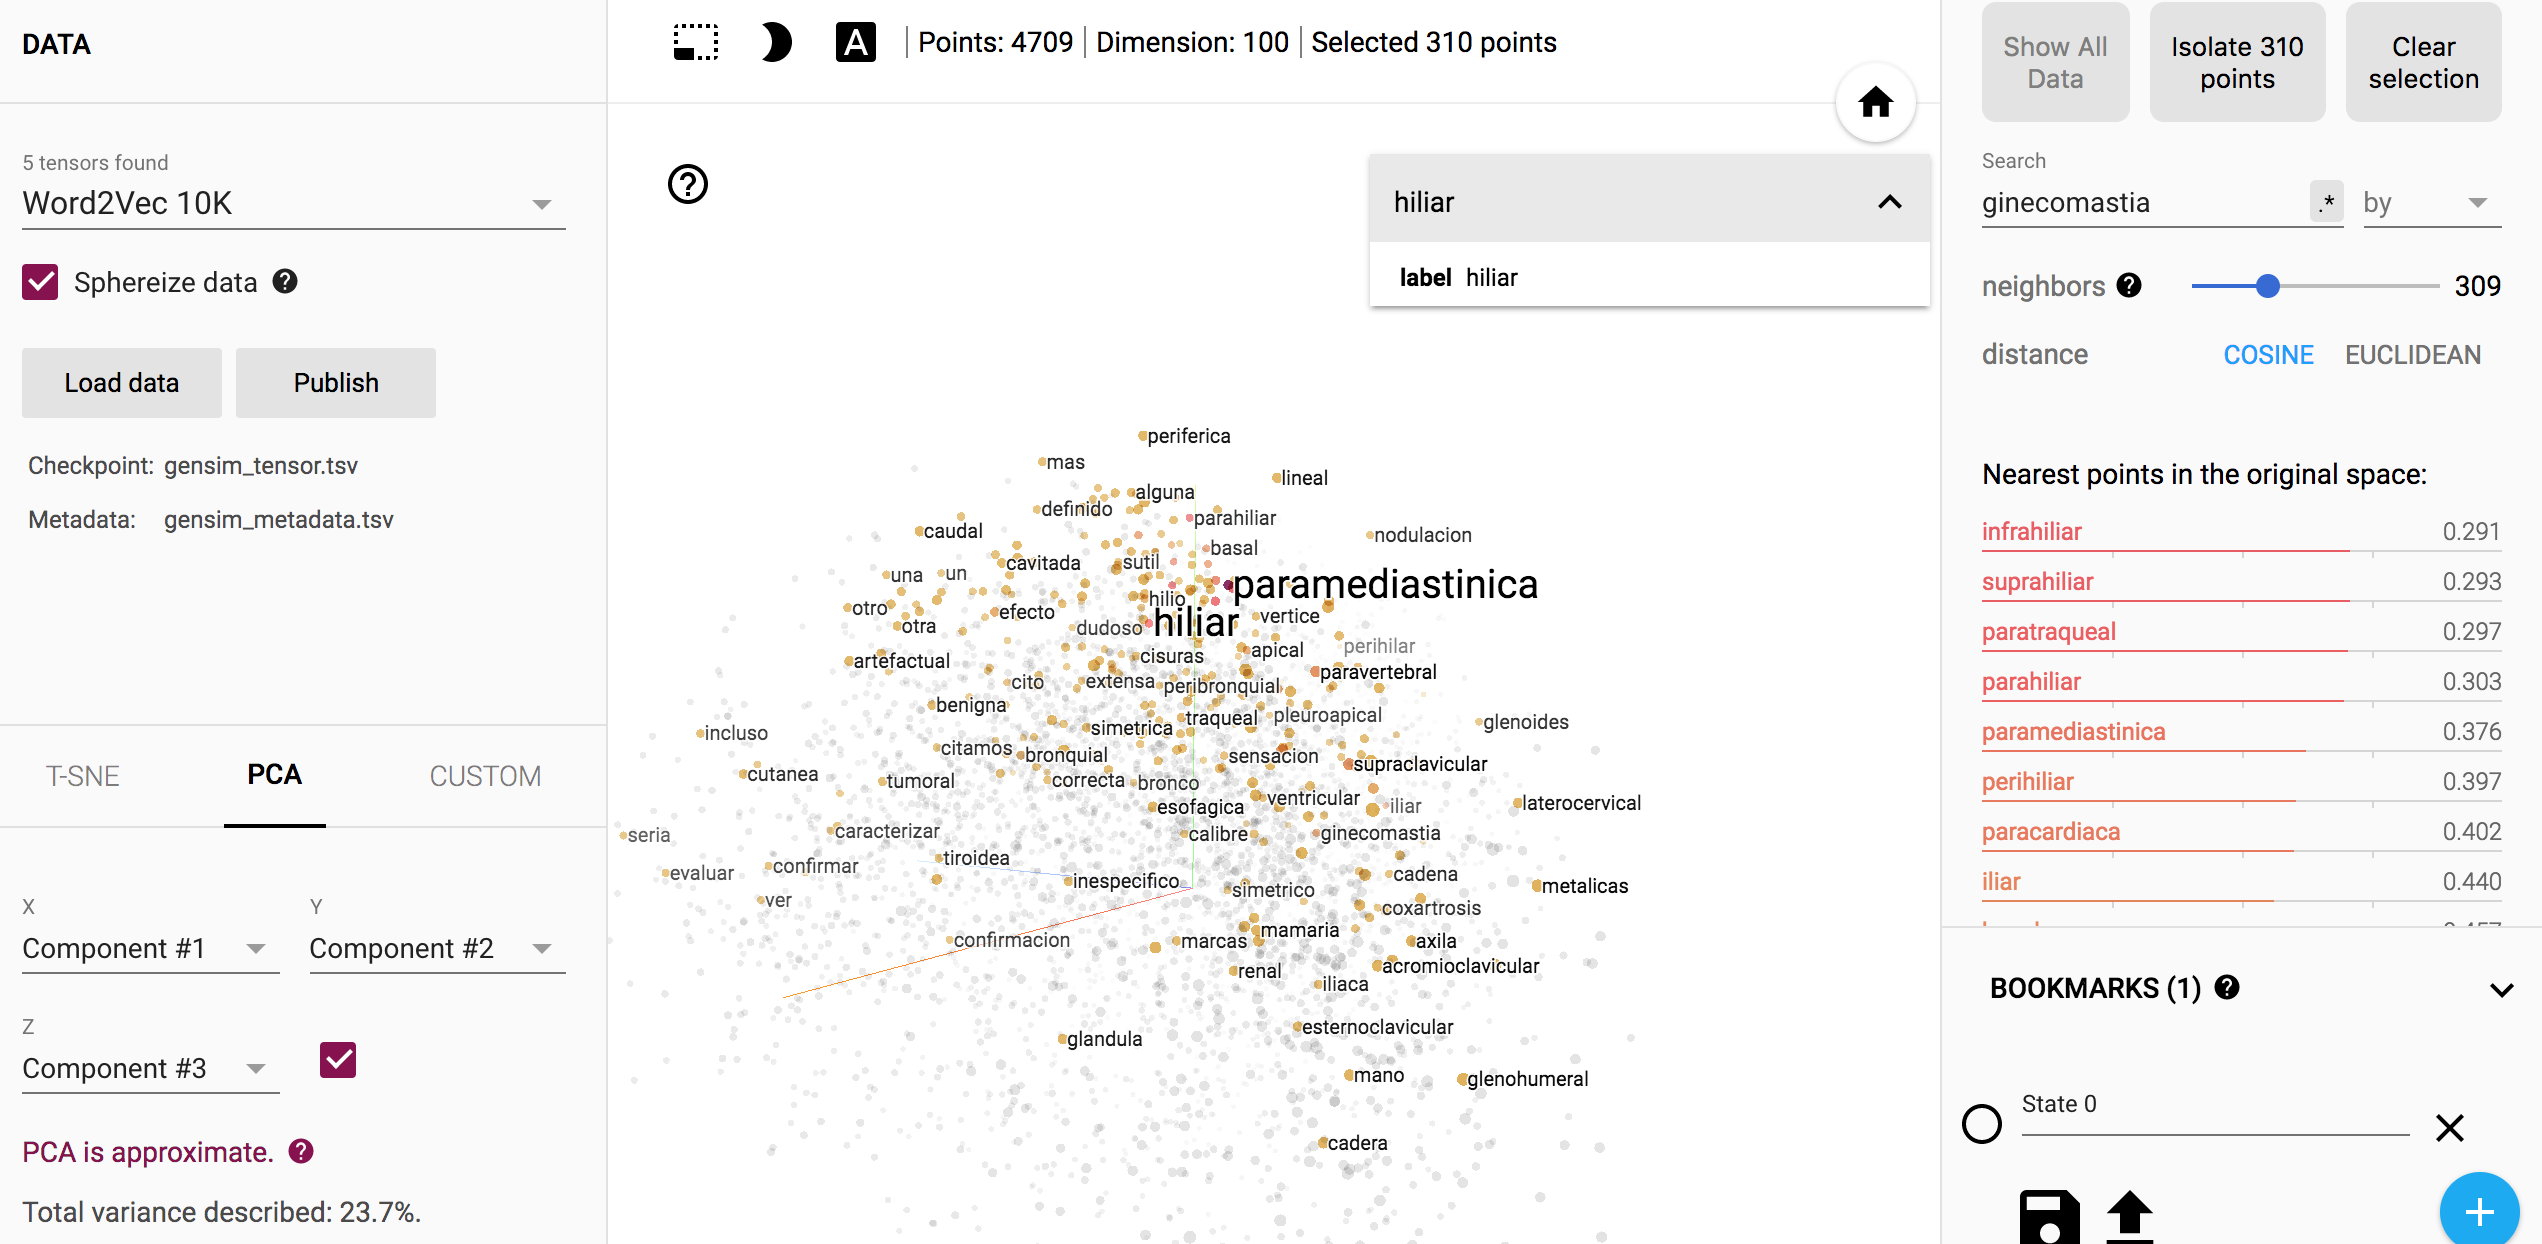 DATA
5 tensors found
Word2Vec 10K
Sphereize data
Load data
Publish
Checkpoint: gensim_tensor.tsv
Metadata: gensim_metadata.tsv
T-SNE
PCA
CUSTOM
X
Component #1
Y
Component #2
Z
Component #3
PCA is approximate.
Total variance described: 23.7%.
A
Points: 4709
Dimension: 100
Selected 310 points
hiliar
label hiliar
periferica
mas
lineal
alguna
definido
parahiliar
caudal
nodulacion
basal
cavitada
sutil
una
un
paramediastinica
hilio
otro
efecto
vertice
hiliar
otra
dudoso
perihilar
apical
cisuras
artefactual
paravertebral
cito
extensa
peribronquial
benigna
pleuroapical
traqueal
glenoides
simetrica
incluso
citamos
bronquial
sensacion
supraclavicular
cutanea
tumoral
correcta
bronco
ventricular
laterocervical
iliar
esofagica
seria
caracterizar
calibre
ginecomastia
tiroidea
confirmar
evaluar
cadena
inespecifico
metalicas
simetrico
ver
coxartrosis
mamaria
confirmacion
marcas
axila
acromioclavicular
renal
iliaca
esternoclavicular
glandula
mano
glenohumeral
cadera
Show All
Data
Isolate 310
points
Clear
selection
Search
ginecomastia
.*
by
neighbors
309
distance
COSINE
EUCLIDEAN
Nearest points in the original space:
infrahiliar 0.291
suprahiliar 0.293
paratraqueal 0.297
parahiliar 0.303
paramediastinica 0.376
perihiliar 0.397
paracardiaca 0.402
iliar 0.440
BOOKMARKS (1)
State 0